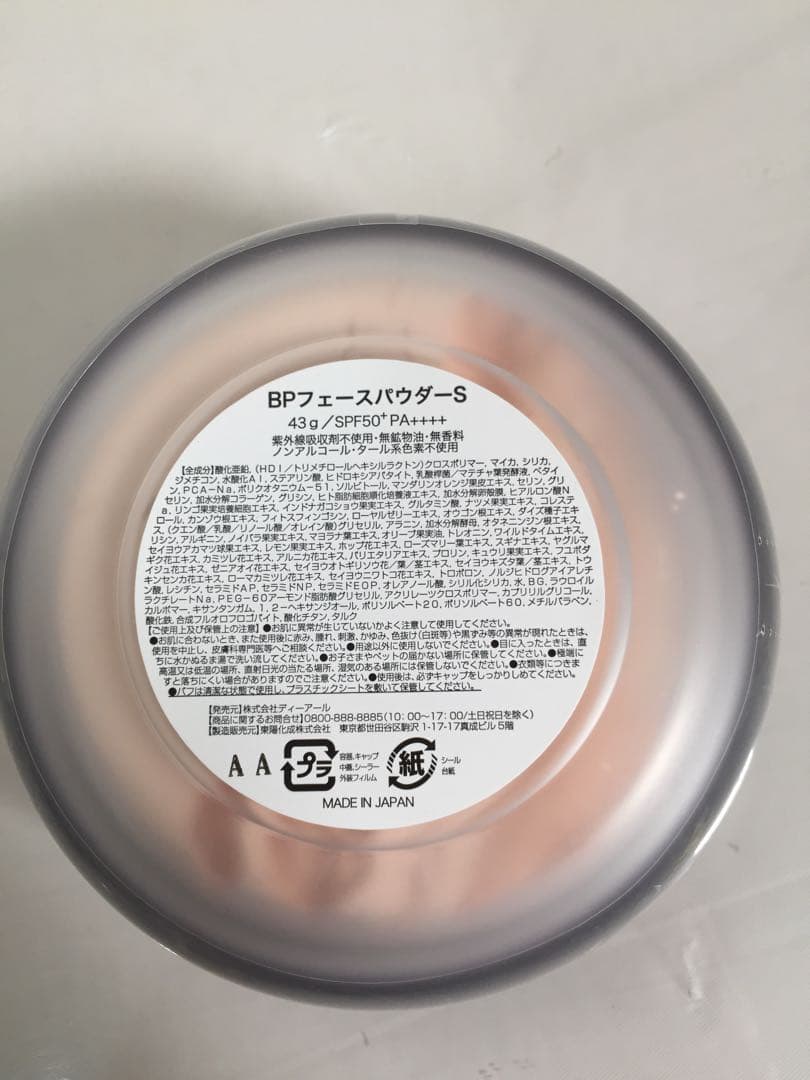 BPフェースパウダーS
43g/SPF50+ PA++++
紫外線吸収剤不使用・無鉱物油・無香料
ノンアルコール・タール系色素不使用
【全成分】酸化亜鉛, (HDI/トリメチロールヘキシルラクトン)クロスポリマー, マイカ, シリカ,
ジメチコン, 水酸化Al, ステアリン酸, ヒドロキシアパタイト, 乳酸桿菌/マテチャ葉発酵液, ベタイ
ン, PCA-Na, ポリクオタニウム-51, ソルビトール, マンダリンオレンジ果皮エキス, セリン, グリ
セリン, 加水分解コラーゲン, グリシン, ヒト脂肪細胞順化培養液エキス, 加水分解卵殻膜, ヒアルロン酸N
a, リンゴ果実培養細胞エキス, インドナガコショウ果実エキス, グルタミン酸, ナツメ果実エキス, コレステ
ロール, カンゾウ根エキス, フィトスフィンゴシン, ローヤルゼリーエキス, オウゴン根エキス, ダイズ種子エキ
ス, (クエン酸/乳酸/リノール酸/オレイン酸)グリセリル, アラニン, 加水分解酵母, オタネニンジン根エキス,
リシン, アルギニン, ノイバラ果実エキス, マヨラナ葉エキス, オリーブ果実油, トレオニン, ワイルドタイムエキス,
セイヨウアカマツ球果エキス, レモン果実エキス, ホップ花エキス, ローズマリー葉エキス, スギナエキス, ヤグルマ
ギク花エキス, カミツレ花エキス, アルニカ花エキス, パリエタリアエキス, プロリン, キュウリ果実エキス, フユボダ
イジュ花エキス, ゼニアオイ花エキス, セイヨウオトギリソウ花/葉/茎エキス, セイヨウキズタ葉/茎エキス, トウ
キンセンカ花エキス, ローマカミツレ花エキス, セイヨウニワトコ花エキス, トロポロン, ノルジヒドログアイアレチ
ン酸, レシチン, セラミドAP, セラミドNP, セラミドEOP, オレアノール酸, シリル化シリカ, 水, BG, ラウロイル
ラクチレートNa, PEG-60アーモンド脂肪酸グリセリル, アクリレーツクロスポリマー, カプリリルグリコール,
カルボマー, キサンタンガム, 1, 2-ヘキサンジオール, ポリソルベート20, ポリソルベート60, メチルパラベン,
酸化鉄, 合成フルオロフロゴパイト, 酸化チタン, タルク
【ご使用上及び保管上の注意】●お肌に異常が生じていないかよく注意して使用してください。
●お肌に合わないとき、また使用後に赤み、腫れ、刺激、かゆみ、色抜け(白斑等)や黒ずみ等の異常が現れたときは、
使用を中止し、皮膚科専門医等へご相談ください。●用途以外に使用しないでください。●目に入ったときは、直
ちに水かぬるま湯で洗い流してください。●お子さまやペットの届かない場所に保管してください。●極端に
高温又は低温の場所、直射日光の当たる場所、湿気のある場所には保管しないでください。●衣類等につきま
すと落ちにくい場合がありますのでご注意ください。●使用後は、必ずキャップをしっかりしめてください。
●パフは清潔な状態で使用し、プラスチックシートを敷いて保管してください。
[発売元]株式会社ディーアール
[商品に関するお問合せ]0800-888-8885(10:00~17:00/土日祝日を除く)
[製造販売元]東陽化成株式会社 東京都世田谷区駒沢 1-17-17真成ビル 5階
AA
プラ
容器、キャップ
中蓋、シーラー
外装フィルム
紙
シール
台紙
MADE IN JAPAN